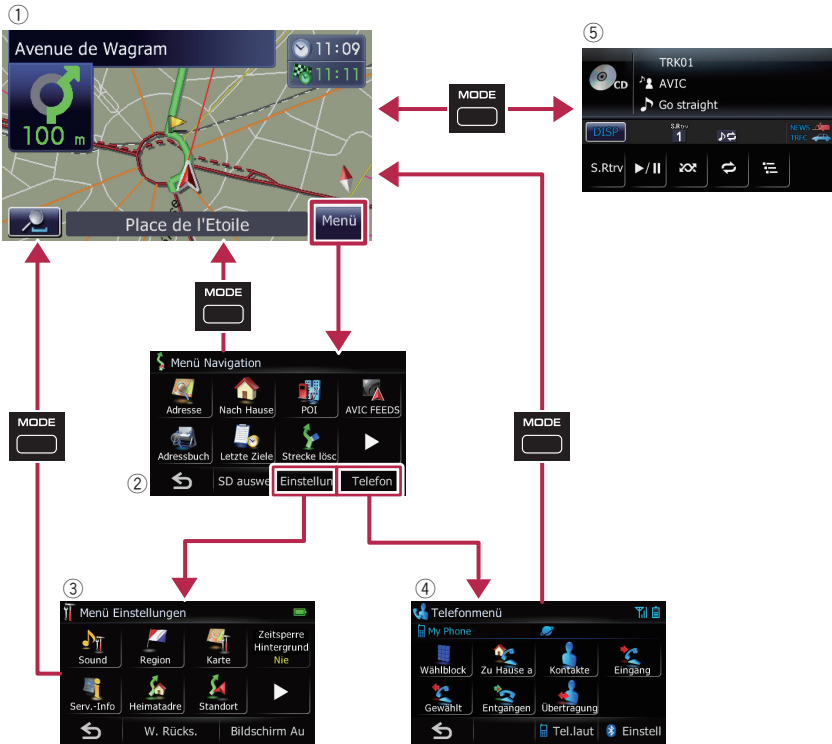 ①
Avenue de Wagram
11:09
11:11
100 m
Place de l'Etoile
Menü
MODE
⑤
CD
TRK01
AVIC
Go straight
DISP
S.Rtrv
1
NEWS
TRFC
S.Rtrv
MODE
MODE
MODE
②
Menü Navigation
Adresse
Nach Hause
POI
AVIC FEEDS
Adressbuch
Letzte Ziele
Strecke lösc
SD auswe
Einstellun
Telefon
③
Menü Einstellungen
Sound
Region
Karte
Zeitsperre
Hintergrund
Nie
Serv.-Info
Heimatadre
Standort
W. Rücks.
Bildschirm Au
④
Telefonmenü
My Phone
Wählblock
Zu Hause a
Kontakte
Eingang
Gewählt
Entgangen
Übertragung
Tel.laut
Einstell